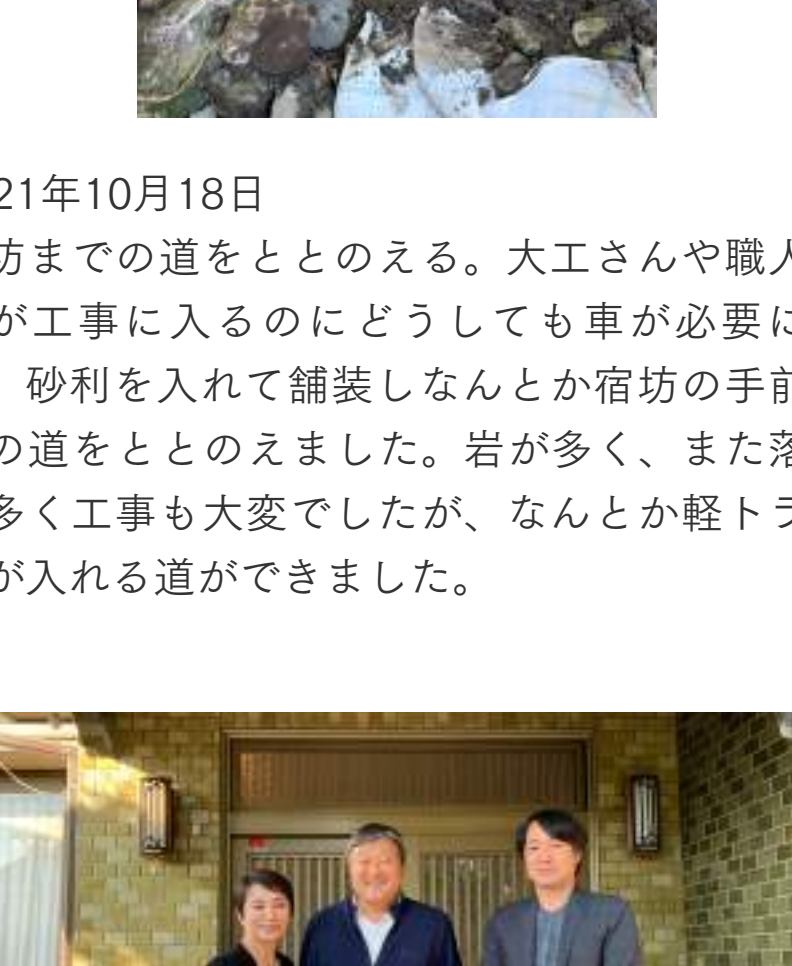 21年10月18日
坊までの道をととのえる。大工さんや職人
が工事に入るのにどうしても車が必要に
、砂利を入れて舗装しなんとか宿坊の手前
の道をととのえました。岩が多く、また落
多く工事も大変でしたが、なんとか軽トラ
が入れる道ができました。